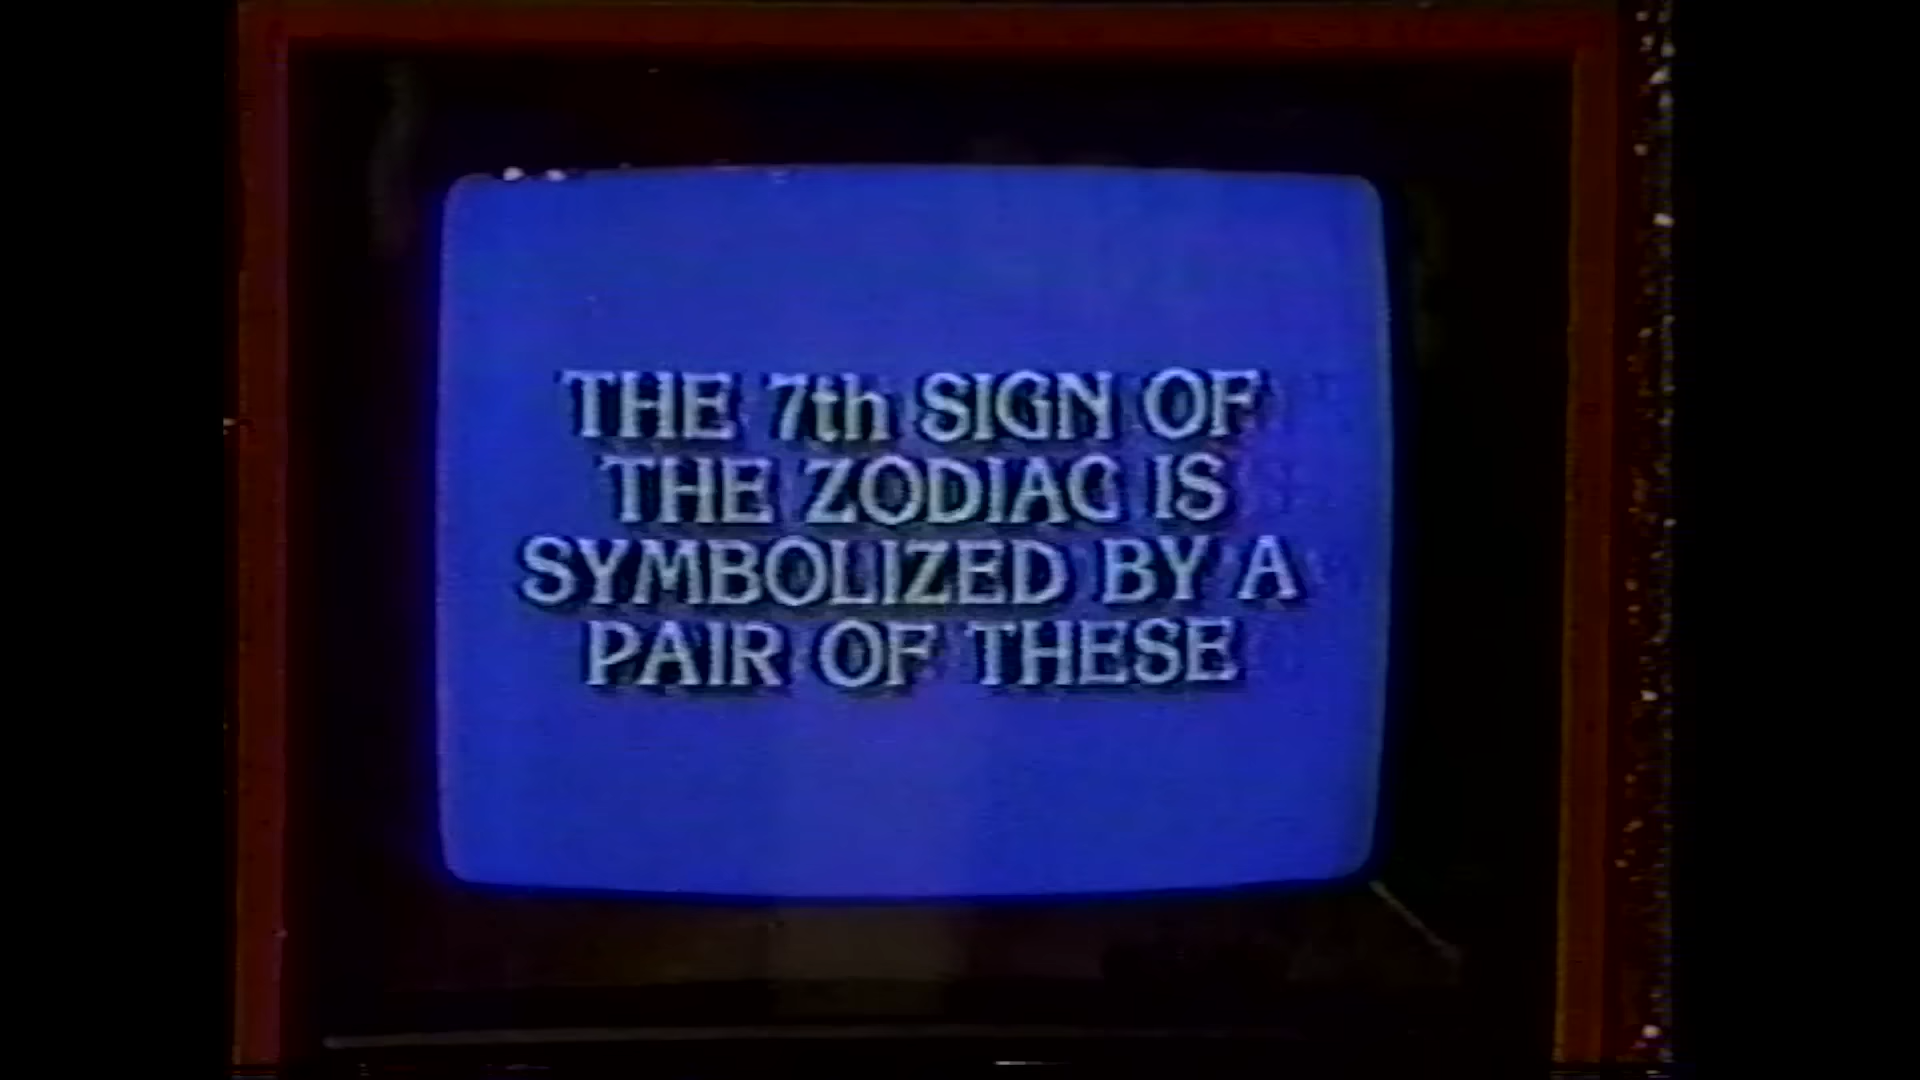 THE 7th SIGN OF
THE ZODIAC IS
SYMBOLIZED BY A
PAIR OF THESE